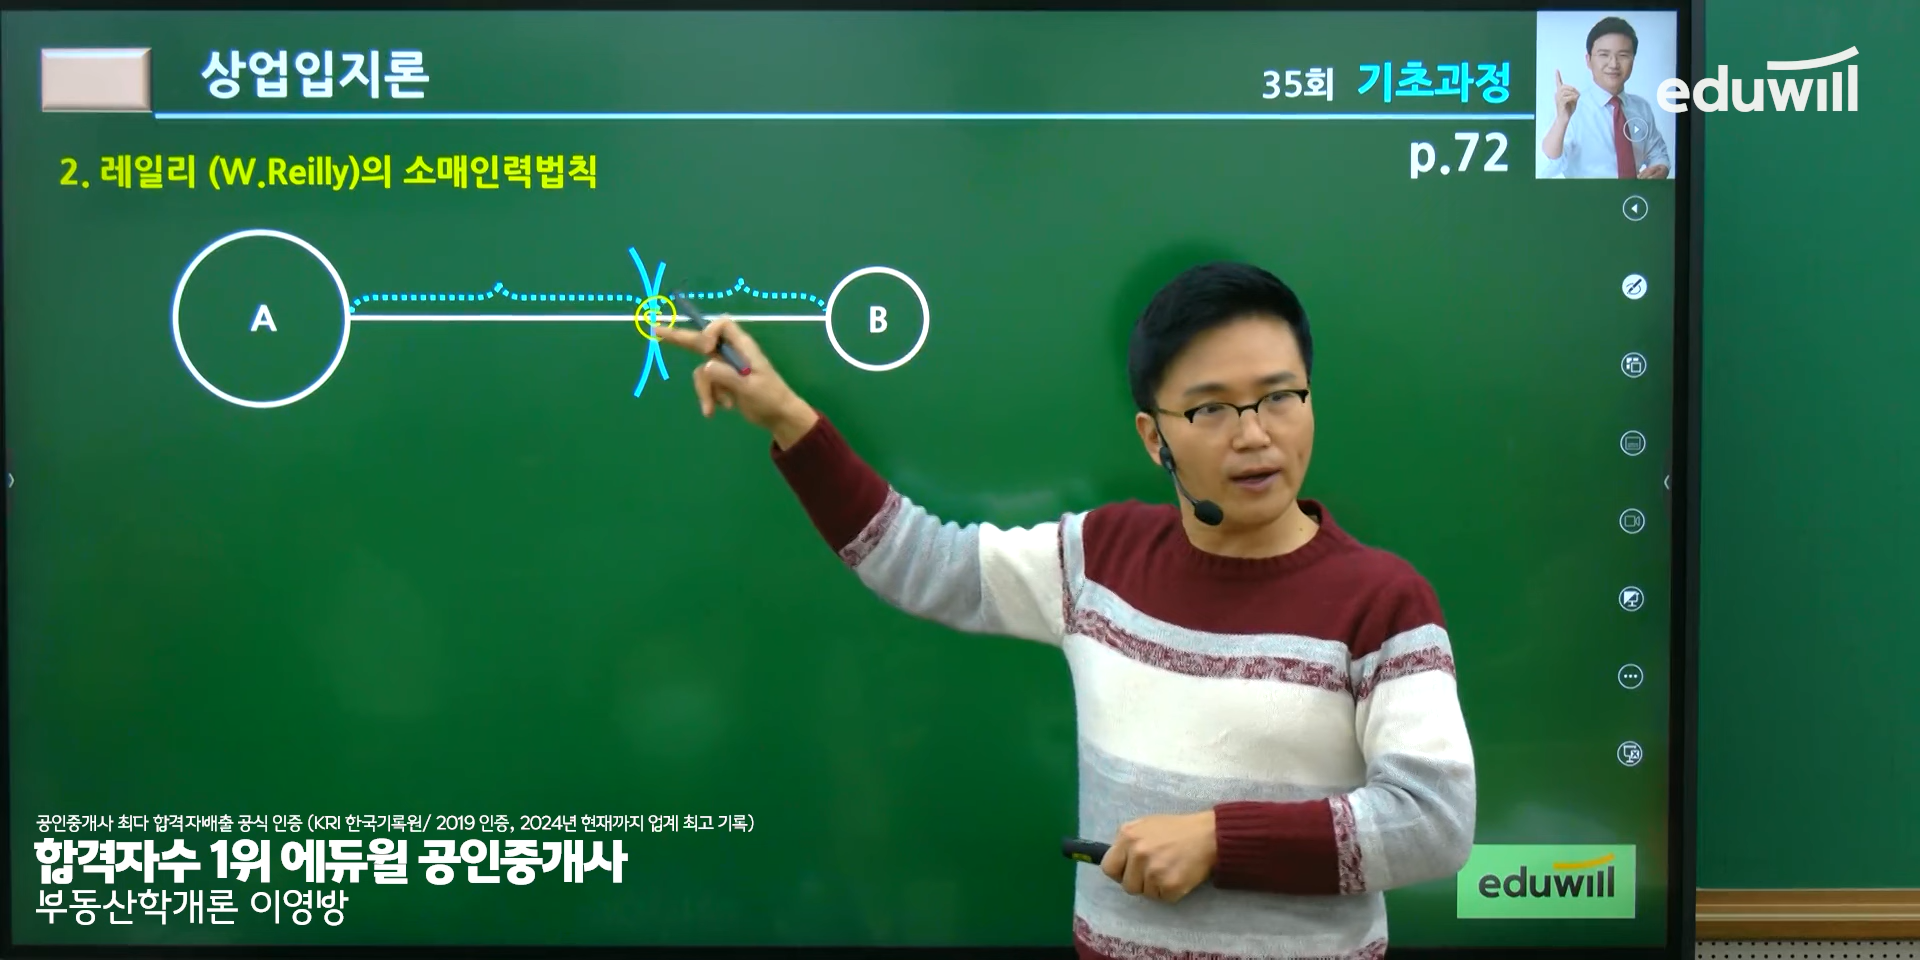 상업입지론
35회 기초과정
eduwill
p.72
2. 레일리 (W.Reilly)의 소매인력법칙
A
B
공인중개사 최다 합격자배출 공식 인증 (KRI 한국기록원/ 2019 인증, 2024년 현재까지 업계 최고 기록)
합격자수 1위 에듀윌 공인중개사
부동산학개론 이영방
eduwill